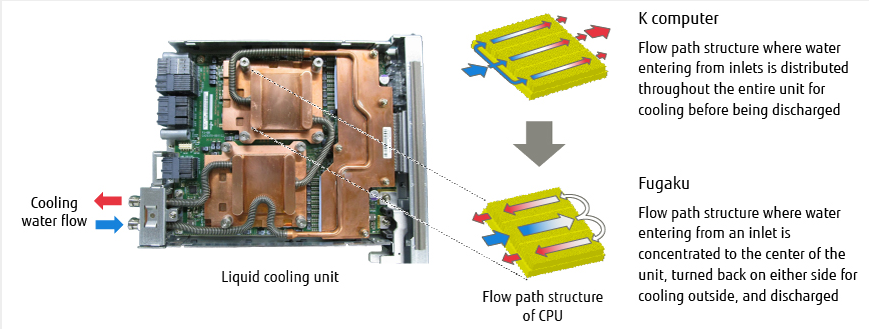 K computer
Flow path structure where water
entering from inlets is distributed
throughout the entire unit for
cooling before being discharged
Cooling
water flow
Liquid cooling unit
Flow path structure
of CPU
Fugaku
Flow path structure where water
entering from an inlet is
concentrated to the center of the
unit, turned back on either side for
cooling outside, and discharged